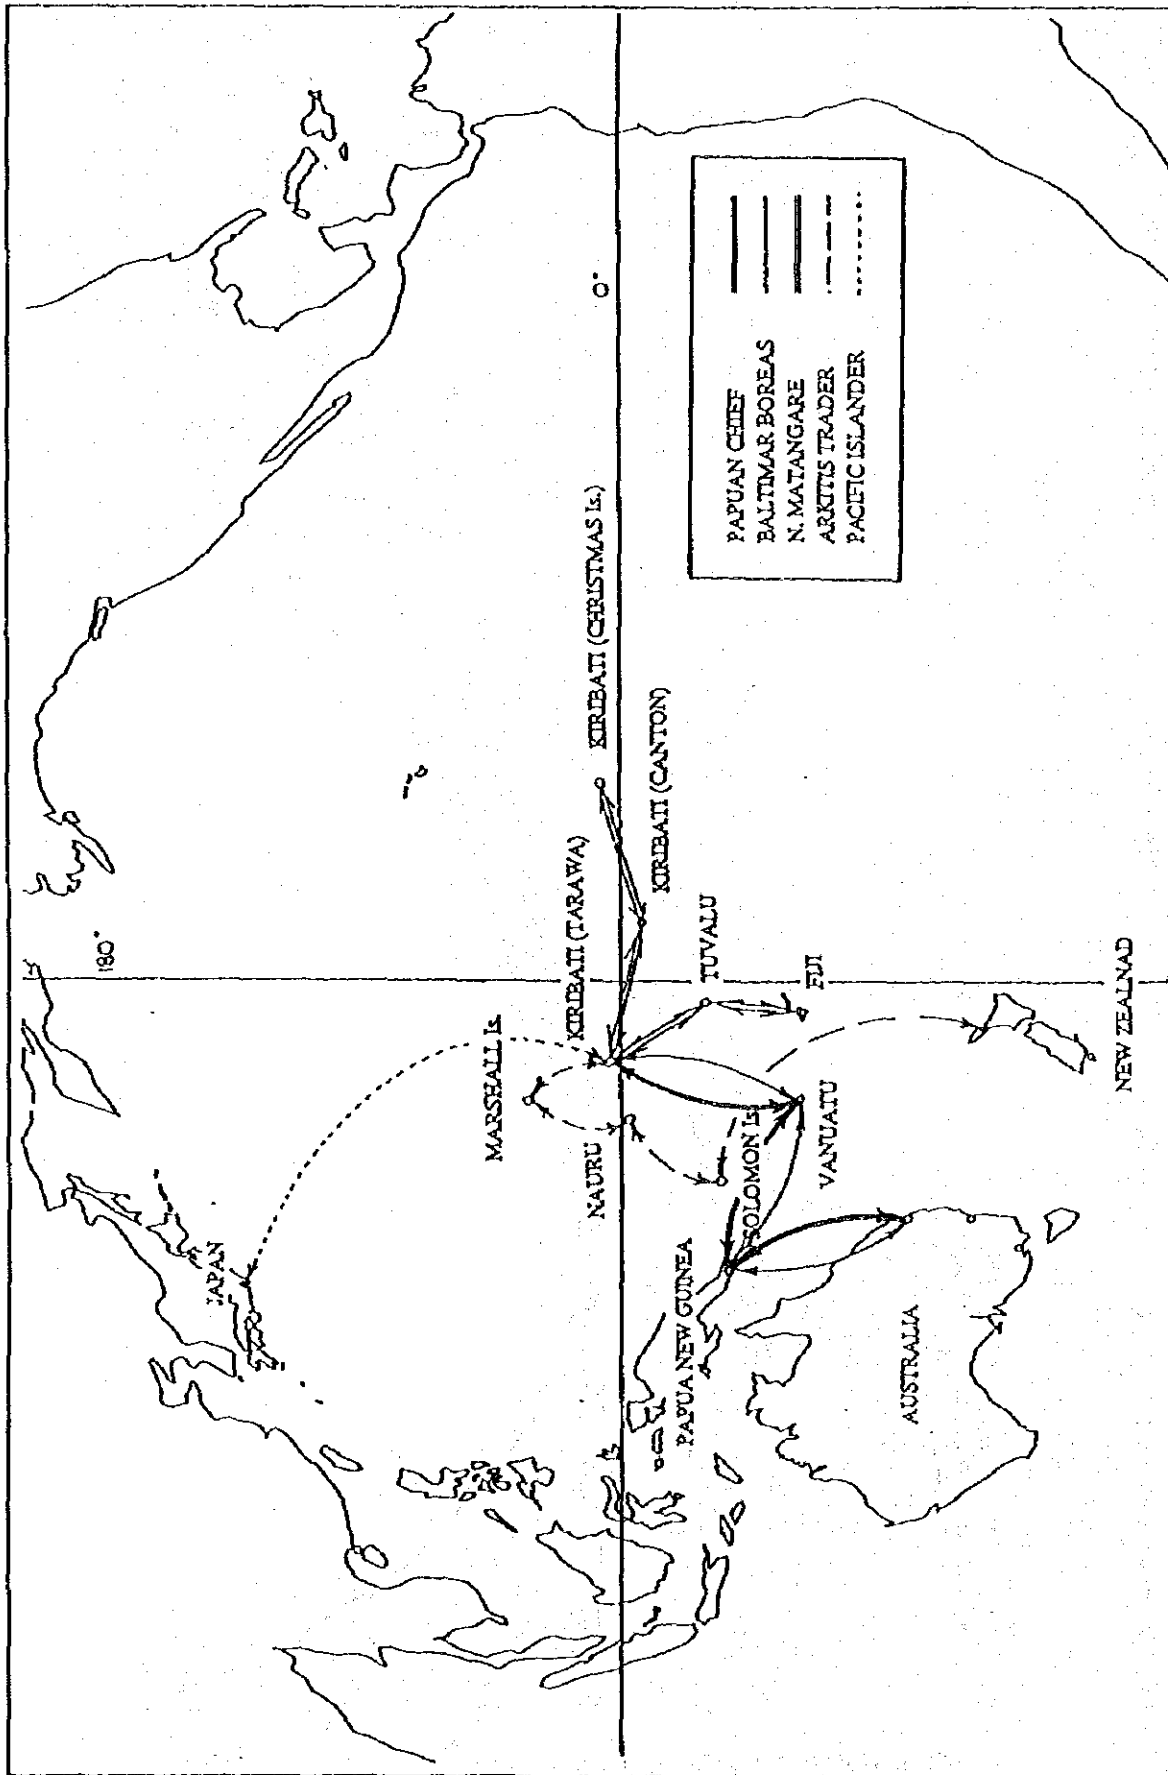 180°
0°
JAPAN
MARSHALL Is.
KIRIBATI (TARAWA)
KIRIBATI (CHRISTMAS Is.)
KIRIBATI (CANTON)
NAURU
TUVALU
FIJI
SOLOMON Is.
VANUATU
PAPUA NEW GUINEA
AUSTRALIA
NEW ZEALNAD
PAPUAN CHIEF
BALTIMAR BOREAS
N. MATANGARE
ARKITIS TRADER
PACIFIC ISLANDER